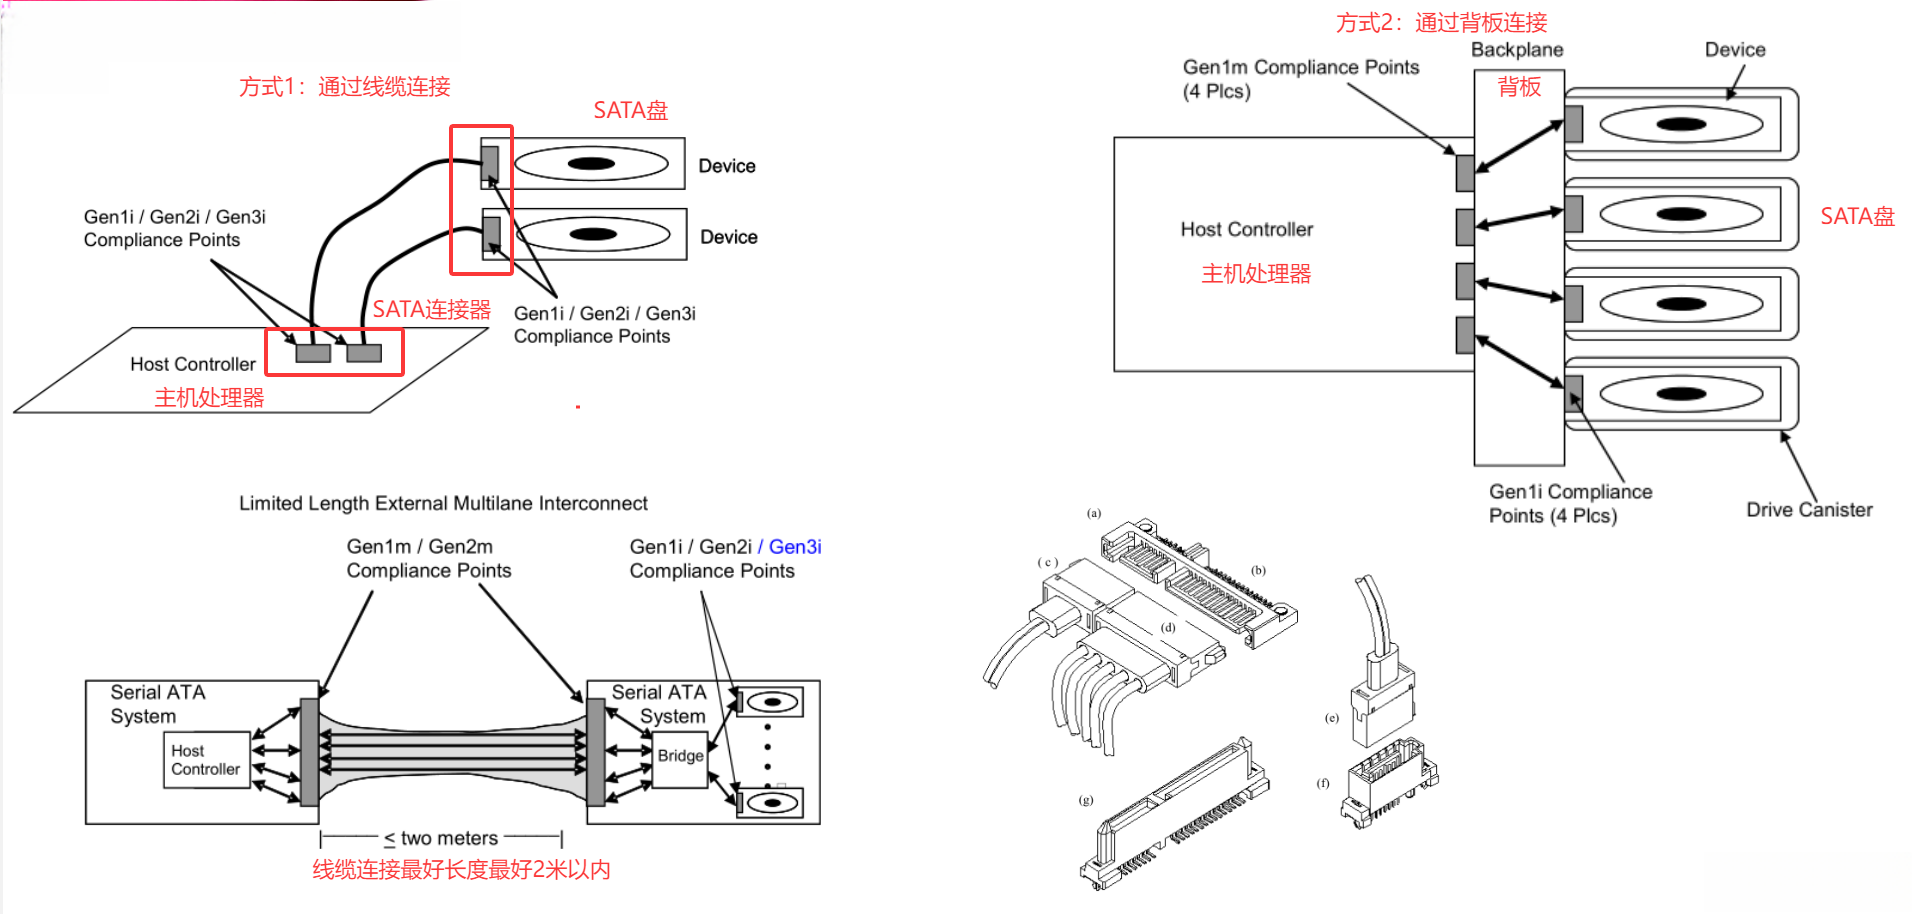 方式1：通过线缆连接
SATA盘
Device
Device
Gen1i / Gen2i / Gen3i
Compliance Points
SATA连接器
Gen1i / Gen2i / Gen3i
Compliance Points
Host Controller
主机处理器
方式2：通过背板连接
Backplane
Device
Gen1m Compliance Points
(4 Plcs)
背板
Host Controller
主机处理器
SATA盘
Gen1i Compliance
Points (4 Plcs)
Drive Canister
Limited Length External Multilane Interconnect
Gen1m / Gen2m
Compliance Points
Gen1i / Gen2i / Gen3i
Compliance Points
Serial ATA
System
Host
Controller
Serial ATA
System
Bridge
≤ two meters
线缆连接最好长度最好2米以内
(a)
(b)
( c )
(d)
(e)
(f)
(g)